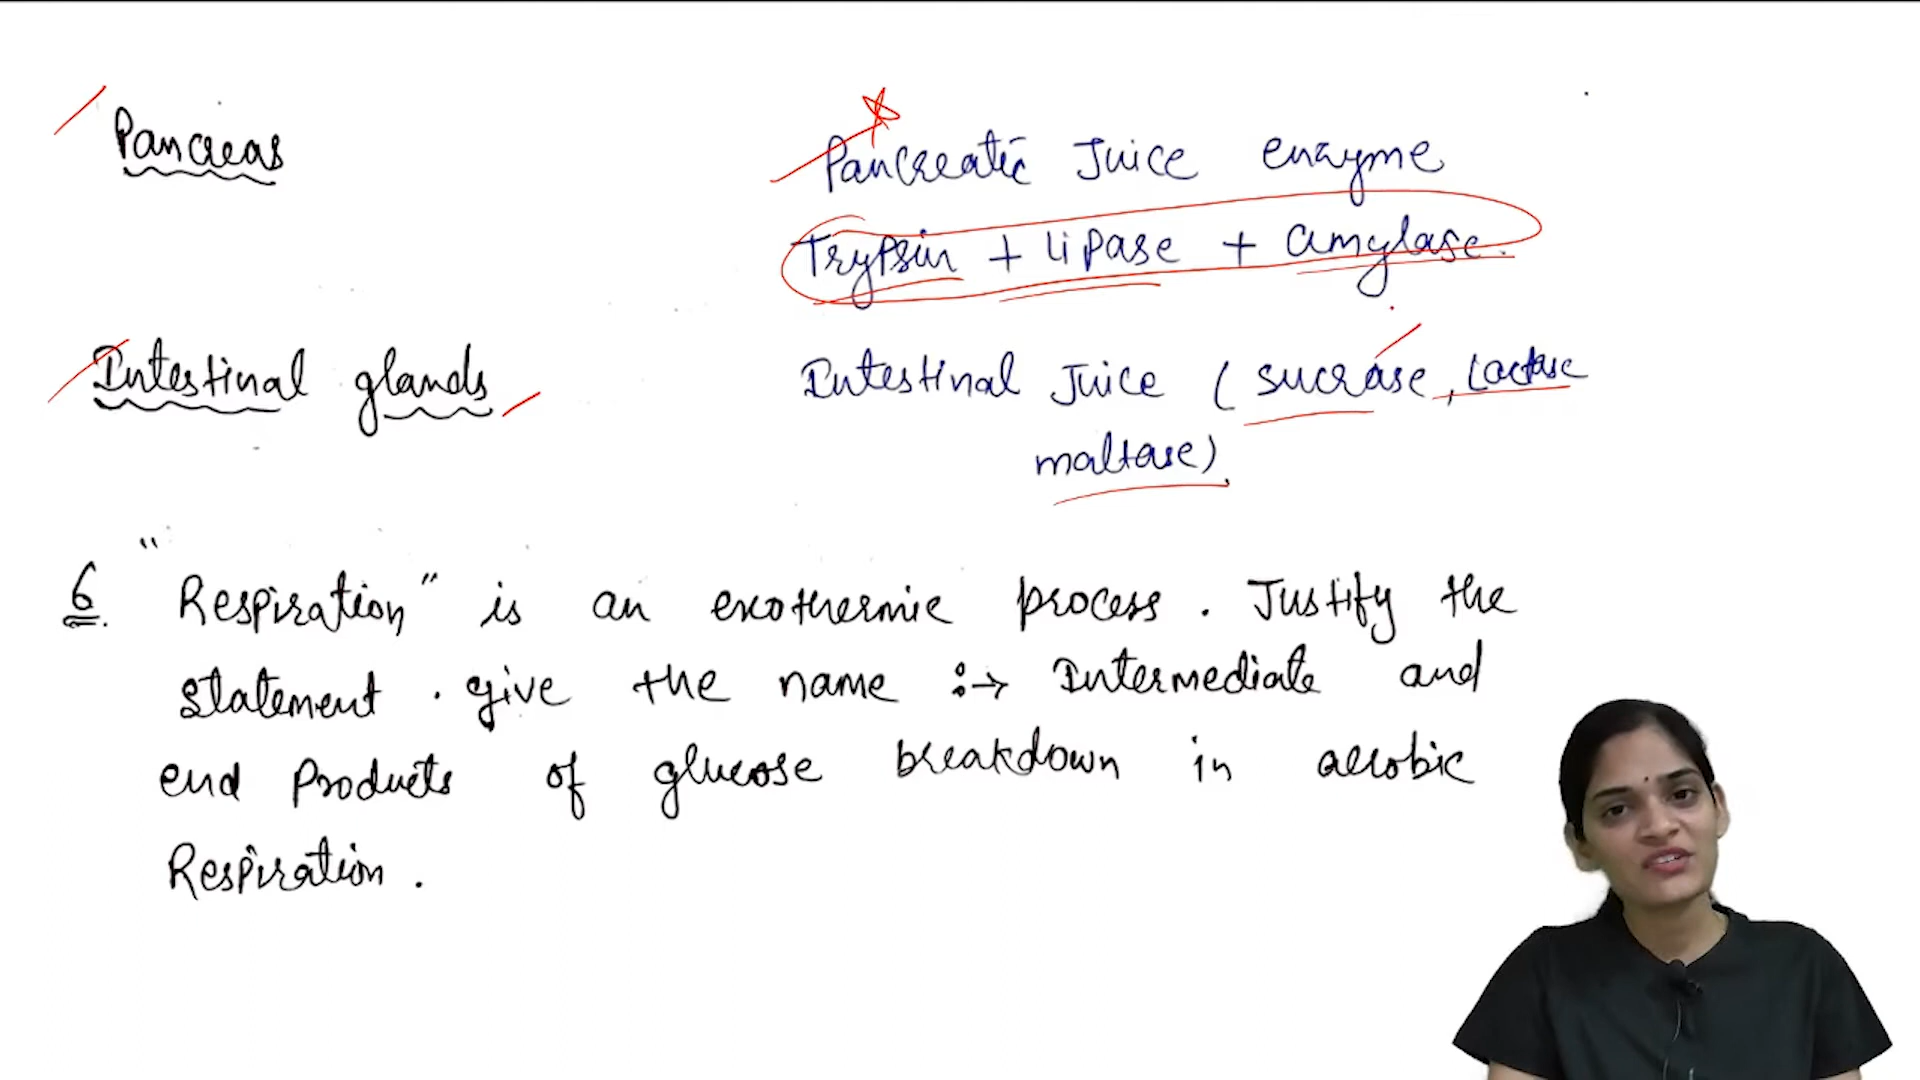 Pancreas
Pancreatic Juice enzyme
Trypsin + Lipase + amylase.
Intestinal glands
Intestinal Juice (sucrase, Lactase
maltase)
6. "Respiration" is an exothermic process. Justify the
statement. give the name :→ Intermediate and
end Products of glucose breakdown in aerobic
Respiration.